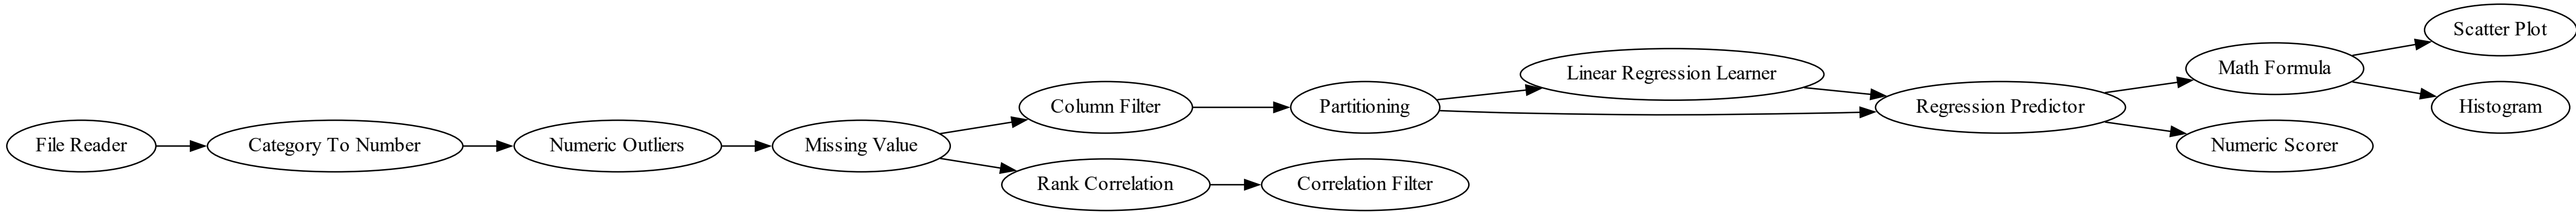 File Reader
Category To Number
Numeric Outliers
Missing Value
Column Filter
Rank Correlation
Partitioning
Correlation Filter
Linear Regression Learner
Regression Predictor
Math Formula
Numeric Scorer
Scatter Plot
Histogram